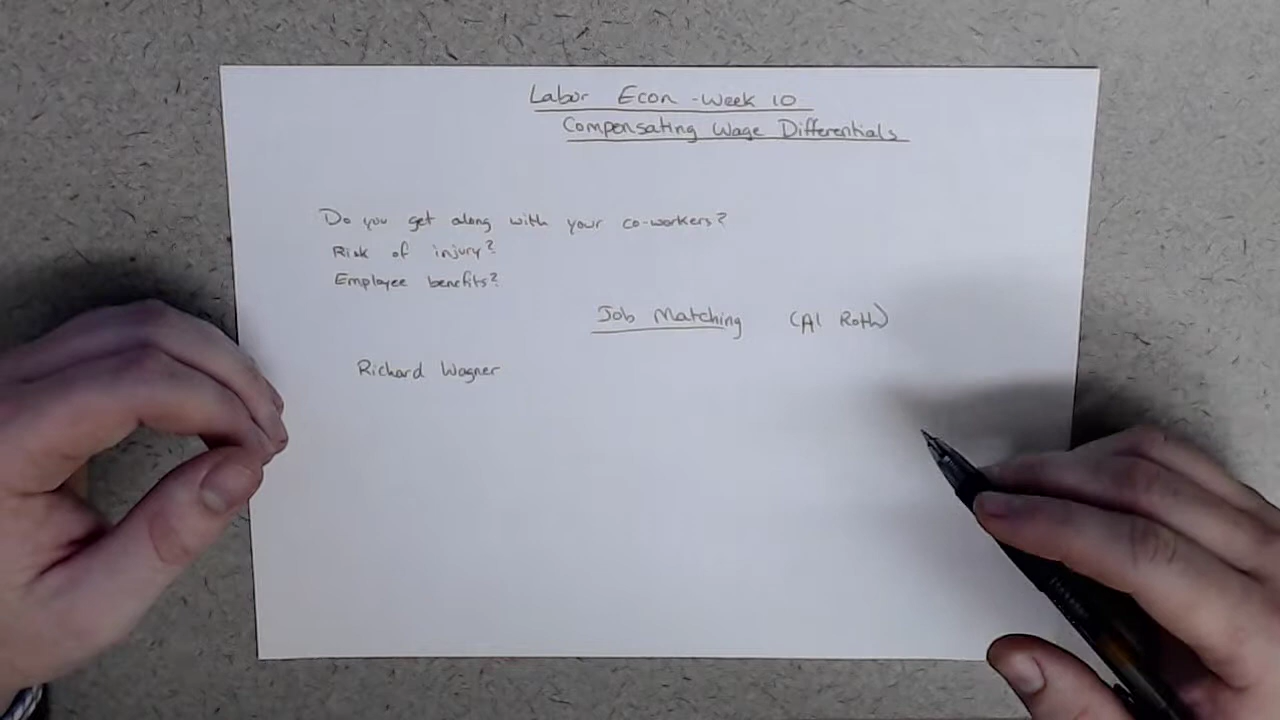 Labor Econ - Week 10
Compensating Wage Differentials
Do you get along with your co-workers?
Risk of injury?
Employee benefits?
Job Matching (Al Roth)
Richard Wagner